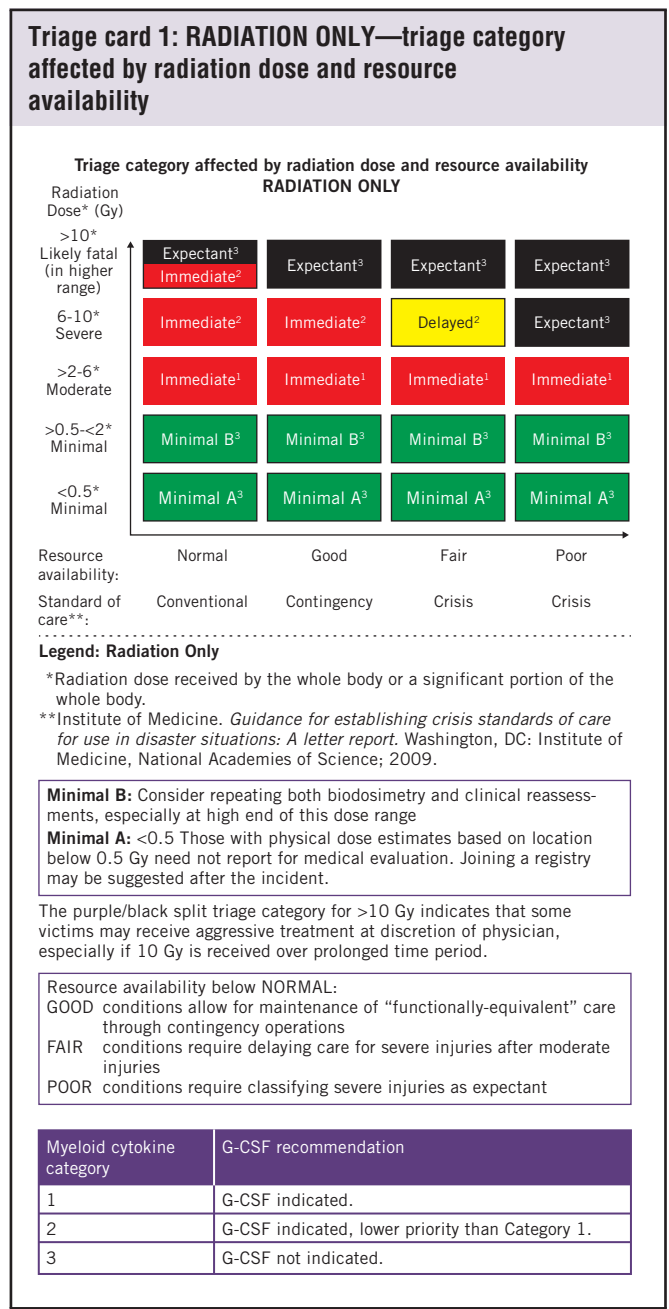 Triage card 1: RADIATION ONLY—triage category
affected by radiation dose and resource
availability
Triage category affected by radiation dose and resource availability
RADIATION ONLY
Radiation
Dose* (Gy)
>10*
Likely fatal
(in higher
range)
Expectant³
Immediate²
Expectant³
Expectant³
Expectant³
6-10*
Severe
Immediate²
Immediate²
Delayed²
Expectant³
>2-6*
Moderate
Immediate¹
Immediate¹
Immediate¹
Immediate¹
>0.5-<2*
Minimal
Minimal B³
Minimal B³
Minimal B³
Minimal B³
<0.5*
Minimal
Minimal A³
Minimal A³
Minimal A³
Minimal A³
Resource
availability:
Normal
Good
Fair
Poor
Standard of
care**:
Conventional
Contingency
Crisis
Crisis
Legend: Radiation Only
*Radiation dose received by the whole body or a significant portion of the
whole body.
**Institute of Medicine. Guidance for establishing crisis standards of care
for use in disaster situations: A letter report. Washington, DC: Institute of
Medicine, National Academies of Science; 2009.
Minimal B: Consider repeating both biodosimetry and clinical reassess-
ments, especially at high end of this dose range
Minimal A: <0.5 Those with physical dose estimates based on location
below 0.5 Gy need not report for medical evaluation. Joining a registry
may be suggested after the incident.
The purple/black split triage category for >10 Gy indicates that some
victims may receive aggressive treatment at discretion of physician,
especially if 10 Gy is received over prolonged time period.
Resource availability below NORMAL:
GOOD conditions allow for maintenance of “functionally-equivalent” care
through contingency operations
FAIR conditions require delaying care for severe injuries after moderate
injuries
POOR conditions require classifying severe injuries as expectant
Myeloid cytokine
category
G-CSF recommendation
1
G-CSF indicated.
2
G-CSF indicated, lower priority than Category 1.
3
G-CSF not indicated.